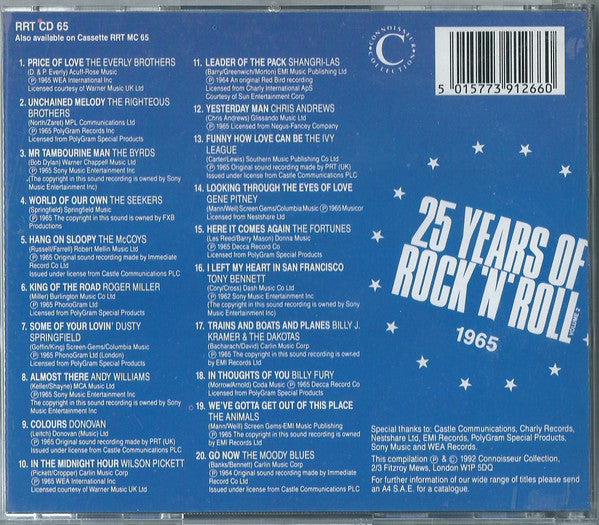 RRT CD 65
Also available on Cassette RRT MC 65
1. PRICE OF LOVE THE EVERLY BROTHERS
(D. & P. Everly) Acuff-Rose Music
Ⓟ 1965 WEA International Inc
Licensed courtesy of Warner Music UK Ltd
2. UNCHAINED MELODY THE RIGHTEOUS
BROTHERS
(North/Zaret) MPL Communications Ltd
Ⓟ 1965 PolyGram Records Inc
Licensed from PolyGram Special Products
3. MR TAMBOURINE MAN THE BYRDS
(Bob Dylan) Warner Chappell Music Ltd
Ⓟ 1965 Sony Music Entertainment Inc
(The copyright in this sound recording is owned by Sony
Music Entertainment Inc)
4. WORLD OF OUR OWN THE SEEKERS
(Springfield) Springfield Music
Ⓟ 1965 The copyright in this sound recording is owned by FXB
Productions
5. HANG ON SLOOPY THE McCOYS
(Russell/Farrell) Robert Mellin Music Ltd
Ⓟ 1965 Original sound recording made by Immediate
Record Co Ltd
Issued under license from Castle Communications PLC
6. KING OF THE ROAD ROGER MILLER
(Miller) Burlington Music Co Ltd
Ⓟ 1965 PhonoGram Ltd
Licensed from PolyGram Special Products
7. SOME OF YOUR LOVIN' DUSTY
SPRINGFIELD
(Goffin/King) Screen Gems/Columbia Music
Ⓟ 1965 PhonoGram Ltd (London)
Licensed from PolyGram Special Products
8. ALMOST THERE ANDY WILLIAMS
(Keller/Shayne) MCA Music Ltd
Ⓟ 1965 Sony Music Entertainment Inc
The copyright in this sound recording is owned by Sony
Music Entertainment Inc)
9. COLOURS DONOVAN
(Leitch) Donovan (Music) Ltd
Ⓟ 1965 Original sound recording made by PRT (UK)
Issued under license from Castle Communications PLC
10. IN THE MIDNIGHT HOUR WILSON PICKETT
(Pickett/Cropper) Carlin Music Corp
Ⓟ 1965 WEA International Inc
Licensed courtesy of Warner Music UK Ltd
11. LEADER OF THE PACK SHANGRI-LAS
(Barry/Greenwich/Morton) EMI Music Publishing Ltd
Ⓟ 1964 An original Red Bird Recording
Licensed from Charly International ApS
Courtesy of Sun Entertainment Corp
12. YESTERDAY MAN CHRIS ANDREWS
(Chris Andrews) Glissando Music Ltd
Ⓟ 1965 Licensed from Negus-Fancey Company
13. FUNNY HOW LOVE CAN BE THE IVY
LEAGUE
(Carter/Lewis) Southern Music Publishing Co Ltd
Ⓟ 1965 Original sound recording made by PRT (UK)
Issued under license from Castle Communications PLC
14. LOOKING THROUGH THE EYES OF LOVE
GENE PITNEY
(Mann/Weil) Screen Gems/Columbia Music Ⓟ 1965 Musicor
Licensed from Nestshare Ltd
15. HERE IT COMES AGAIN THE FORTUNES
(Les Reed/Barry Mason) Donna Music
Ⓟ 1965 Decca Record Co
Licensed from PolyGram Special Products
16. I LEFT MY HEART IN SAN FRANCISCO
TONY BENNETT
(Cory/Cross) Dash Music Co Ltd
Ⓟ 1962 Sony Music Entertainment Inc
(The copyright in this sound recording is owned by Sony
Music Entertainment Inc)
17. TRAINS AND BOATS AND PLANES BILLY J.
KRAMER & THE DAKOTAS
(Bacharach/David) Carlin Music Corp
Ⓟ 1965 The copyright in this sound recording is owned
by EMI Records Ltd
18. IN THOUGHTS OF YOU BILLY FURY
(Morrow/Arnold) Coda Music Ⓟ 1965 Decca Record Co Ltd
Licensed from PolyGram Special Products
19. WE'VE GOTTA GET OUT OF THIS PLACE
THE ANIMALS
(Mann/Weill) Screen Gems-EMI Music Publishing
Ⓟ 1965 The copyright in this sound recording is owned by
EMI Records Ltd
20. GO NOW THE MOODY BLUES
(Banks/Bennett) Carlin Music Corp
Ⓟ 1964 Original sound recording made by Immediate
Record Co Ltd
Issued under license from Castle Communications PLC
CONNOISSEUR
C
COLLECTION
5 015773 912660
25 YEARS OF
ROCK 'N' ROLL
VOLUME 2
1965
Special thanks to: Castle Communications, Charly Records,
Nestshare Ltd, EMI Records, PolyGram Special Products,
Sony Music and WEA Records.
This compilation Ⓟ & © 1992 Connoisseur Collection,
2/3 Fitzroy Mews, London W1P 5DQ
For further information of our wide range of titles please send
an A4 S.A.E. for a catalogue.